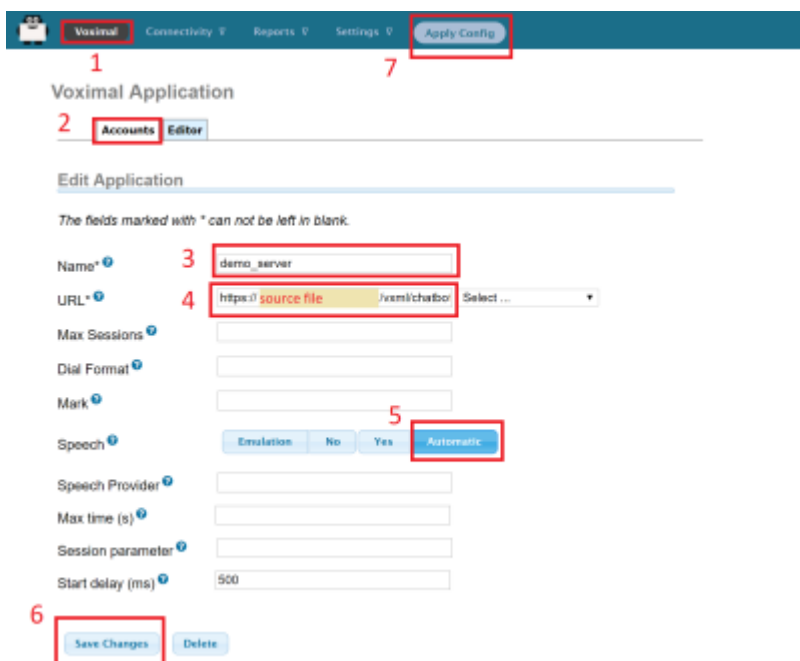 Voximal Connectivity Reports Settings Apply Config
1 7
Voximal Application
2 Accounts Editor
Edit Application
The fields marked with * can not be left in blank.
Name* 3 demo_server
URL* 4 https:// source file /vxml/chatbo Select ...
Max Sessions
Dial Format
Mark
5
Speech Emulation No Yes Automatic
Speech Provider
Max time (s)
Session parameter
Start delay (ms) 500
6
Save Changes Delete